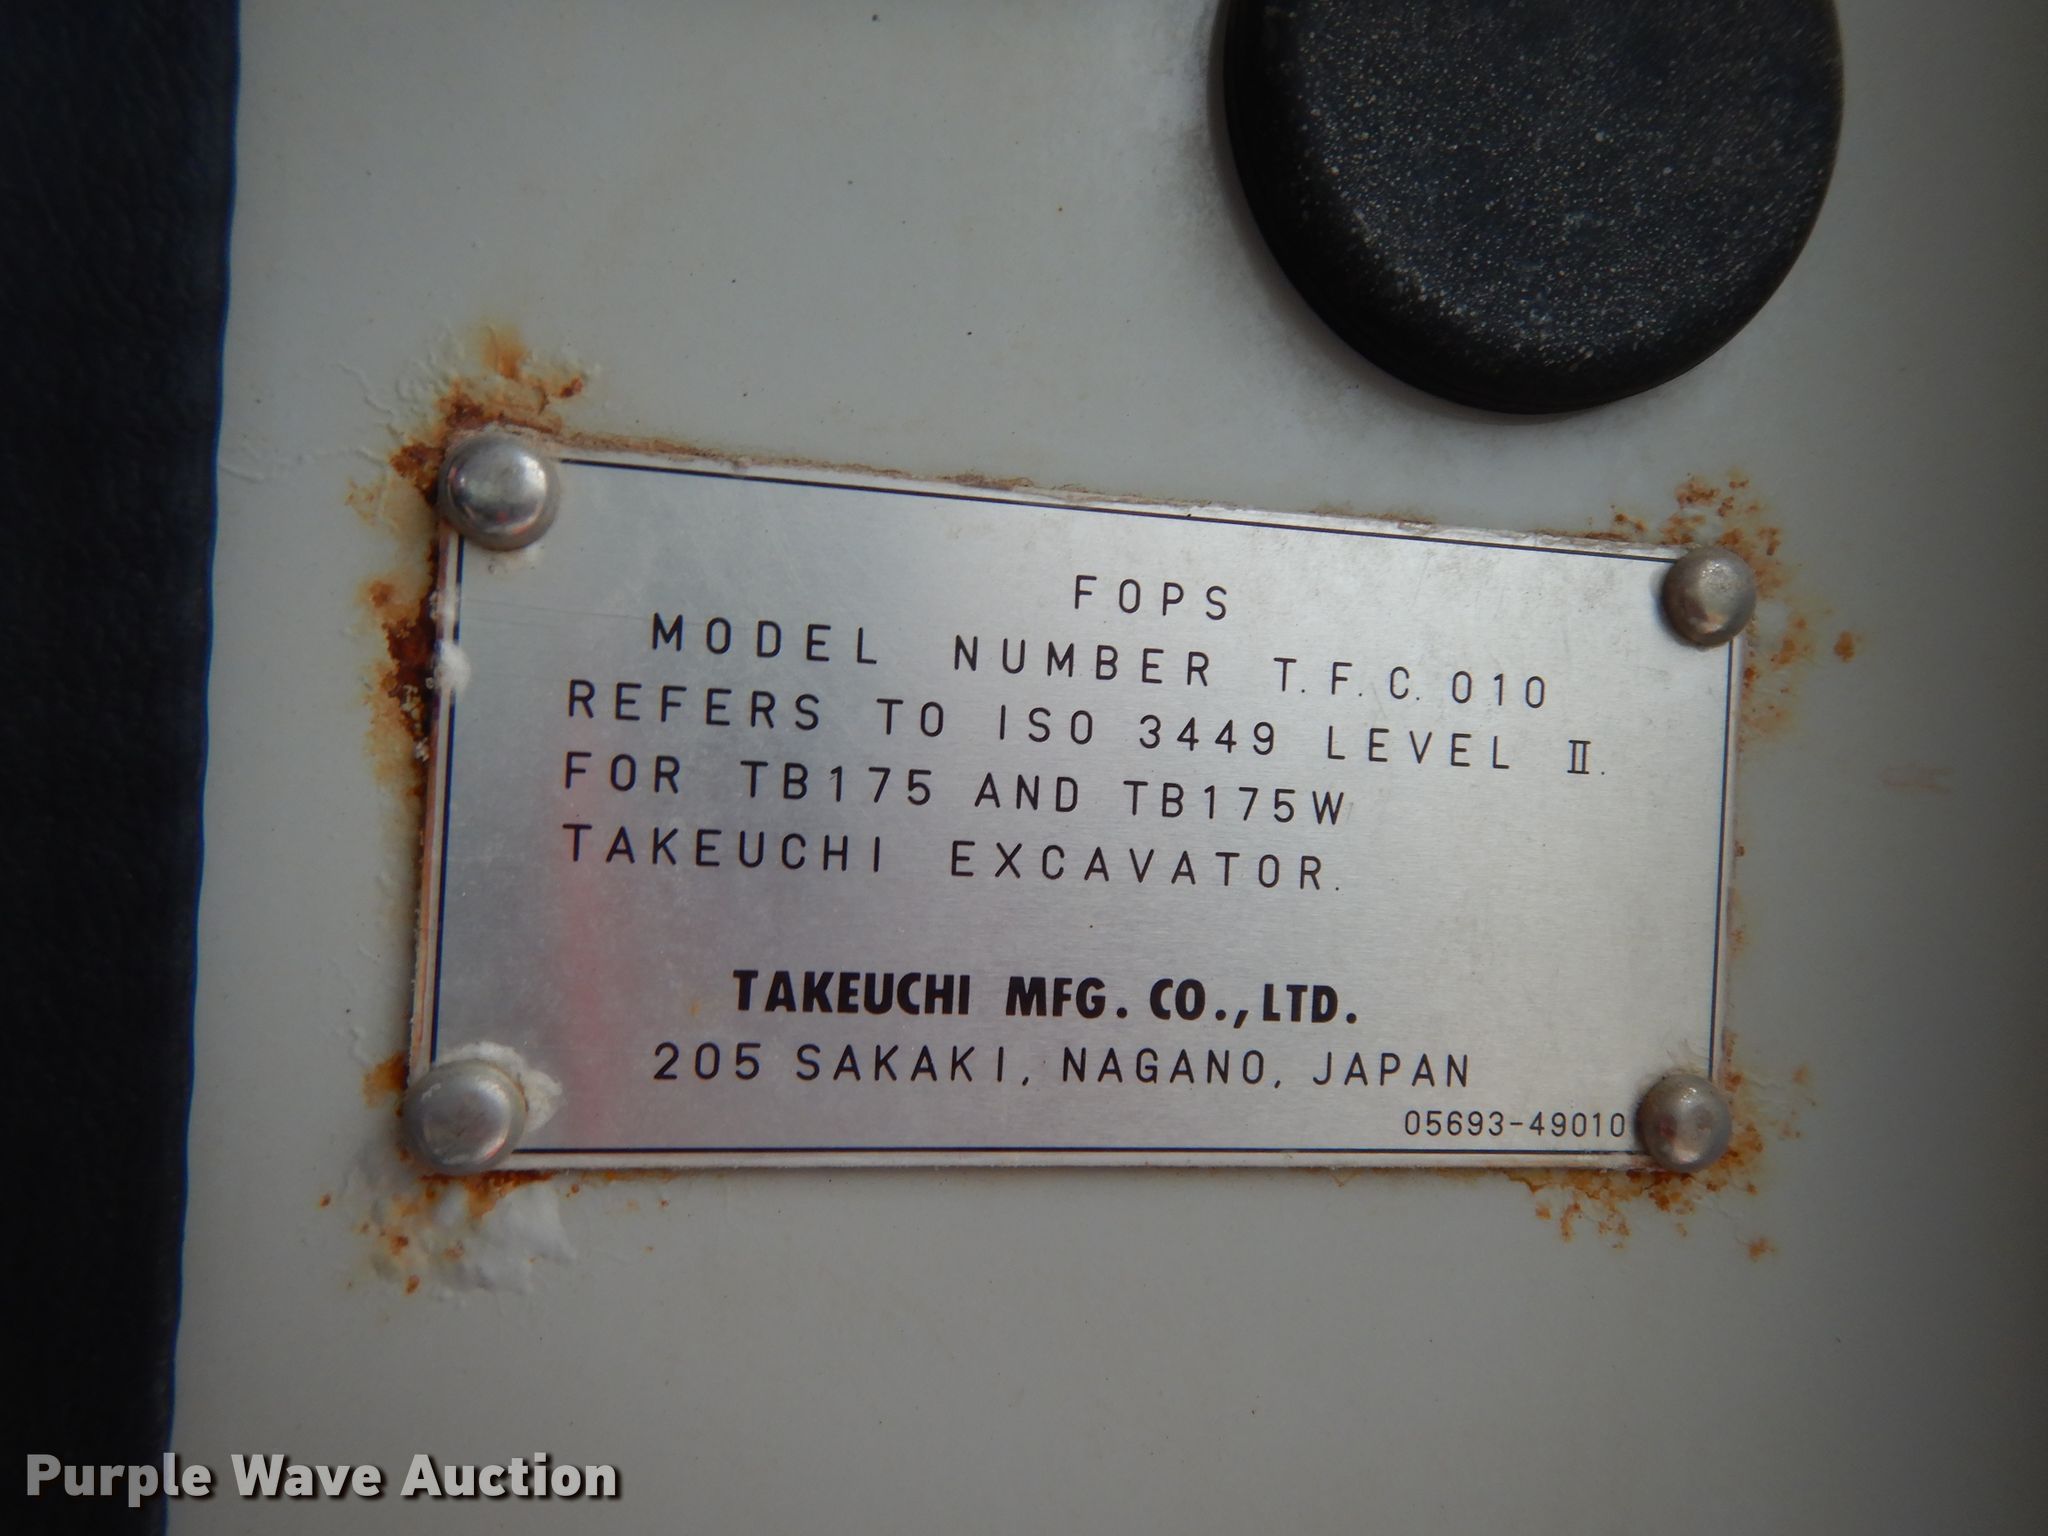 FOPS
MODEL NUMBER T.F.C.010
REFERS TO ISO 3449 LEVEL II.
FOR TB175 AND TB175W
TAKEUCHI EXCAVATOR.
TAKEUCHI MFG. CO., LTD.
205 SAKAKI, NAGANO, JAPAN
05693-49010
Purple Wave Auction